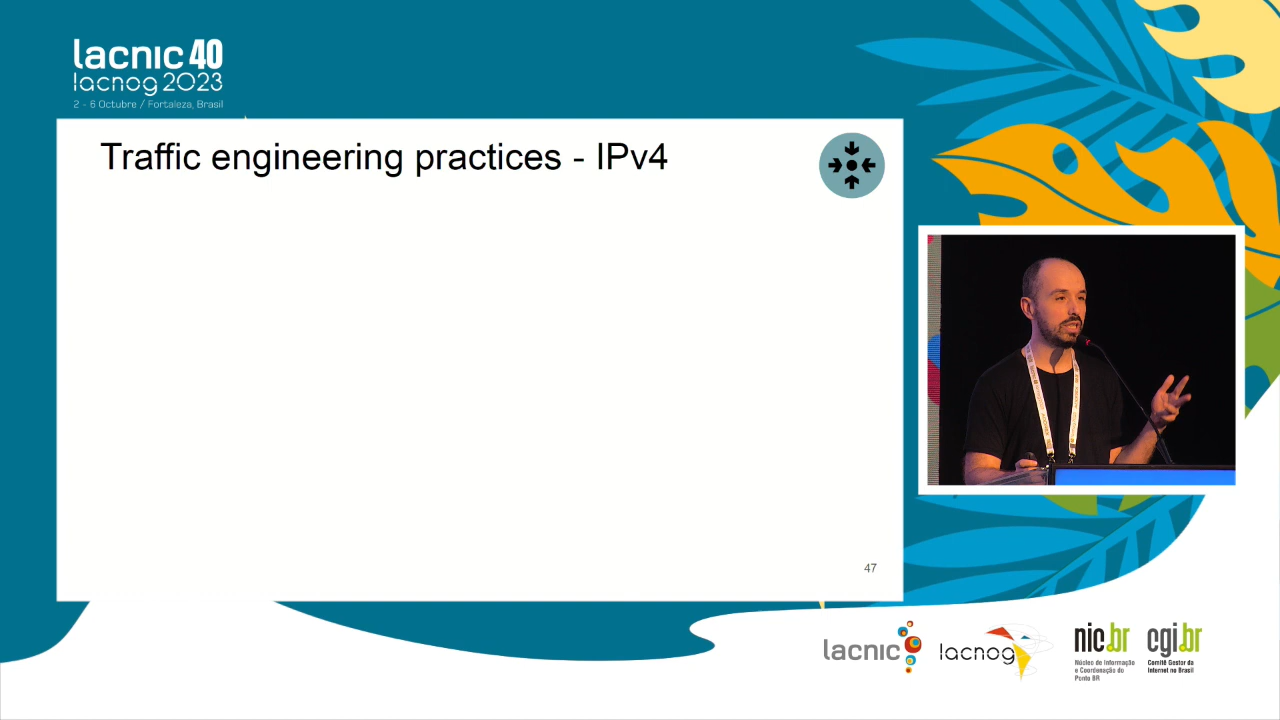 lacnic 40
lacnog 2023
2 - 6 Octubre / Fortaleza, Brasil
Traffic engineering practices - IPv4
47
lacnic
lacnog
nic.br
Núcleo de Informação
e Coordenação do
Ponto BR
cgi.br
Comitê Gestor da
Internet no Brasil